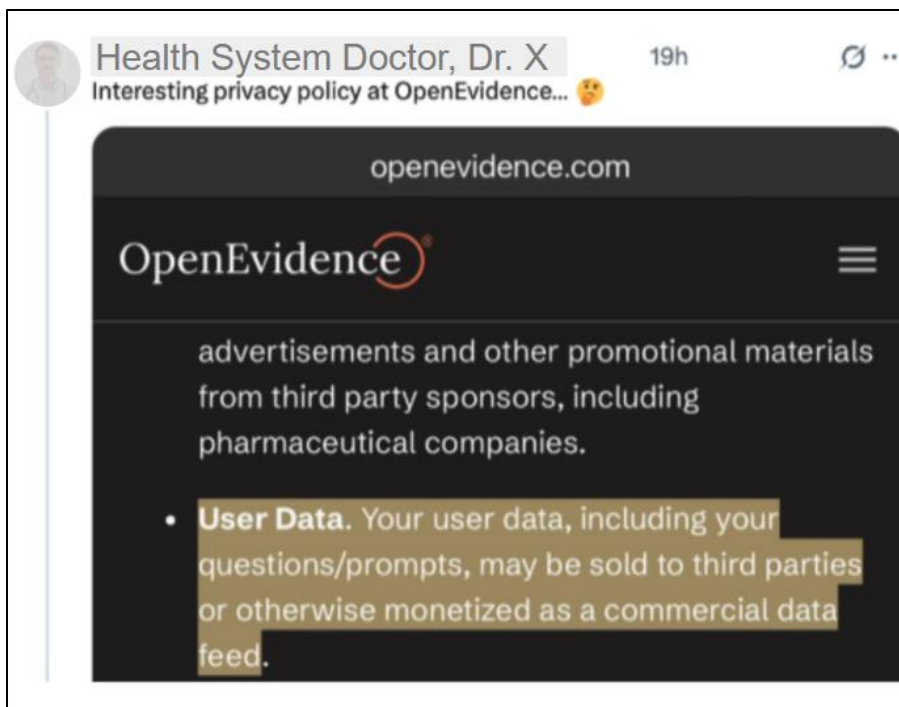 Health System Doctor, Dr. X 19h
Interesting privacy policy at OpenEvidence... 🤔
openevidence.com
OpenEvidence®
advertisements and other promotional materials
from third party sponsors, including
pharmaceutical companies.
• User Data. Your user data, including your
questions/prompts, may be sold to third parties
or otherwise monetized as a commercial data
feed.